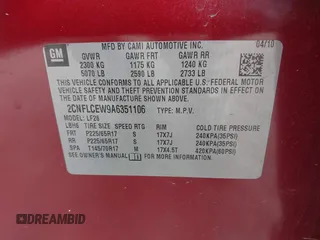 MFD. BY CAMI AUTOMOTIVE INC.
GM 04/10
GVWR GAWR FRT GAWR RR
2300 KG 1175 KG 1240 KG
5070 LB 2590 LB 2733 LB
THIS VEHICLE CONFORMS TO ALL APPLICABLE U.S. FEDERAL MOTOR
VEHICLE SAFETY, BUMPER, AND THEFT PREVENTION STANDARDS
IN EFFECT ON THE DATE OF MANUFACTURE SHOWN ABOVE.
2CNFLCEW9A6351106 TYPE: M.P.V.
MODEL: LF26
TIRE SIZE SPEED RTG RIM COLD TIRE PRESSURE
FRT P225/65R17 S 17X7J 240KPA(35PSI)
RR P225/65R17 S 17X7J 240KPA(35PSI)
SPA T145/70R17 M 17X4.5T 420KPA(60PSI)
SEE OWNER'S MANUAL FOR ADDITIONAL INFORMATION.
DREAMBID